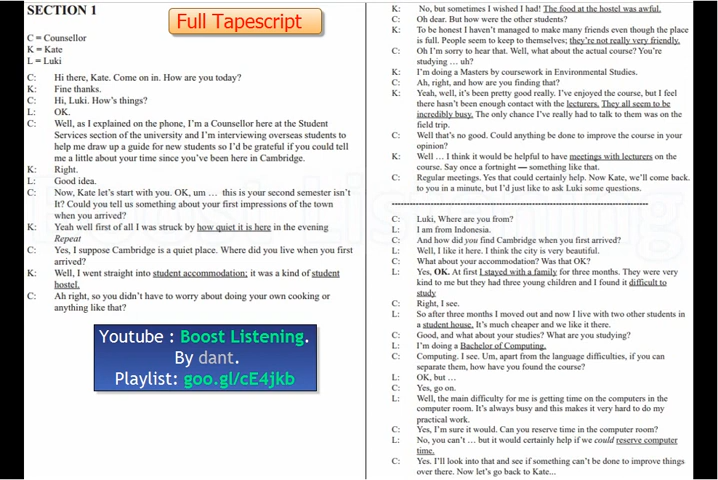 SECTION 1
Full Tapescript
C = Counsellor
K = Kate
L = Luki
C: Hi there, Kate. Come on in. How are you today?
K: Fine thanks.
C: Hi, Luki. How's things?
L: OK.
C: Well, as I explained on the phone, I'm a Counsellor here at the Student
Services section of the university and I'm interviewing overseas students to
help me draw up a guide for new students so I'd be grateful if you could tell
me a little about your time since you've been here in Cambridge.
K: Right.
L: Good idea.
C: Now, Kate let's start with you. OK, um ... this is your second semester isn't
It? Could you tell us something about your first impressions of the town
when you arrived?
K: Yeah well first of all I was struck by how quiet it is here in the evening
Repeat
C: Yes, I suppose Cambridge is a quiet place. Where did you live when you first
arrived?
K: Well, I went straight into student accommodation; it was a kind of student
hostel.
C: Ah right, so you didn't have to worry about doing your own cooking or
anything like that?
Youtube : Boost Listening.
By dant.
Playlist: goo.gl/cE4jkb
K: No, but sometimes I wished I had! The food at the hostel was awful.
C: Oh dear. But how were the other students?
K: To be honest I haven't managed to make many friends even though the place
is full. People seem to keep to themselves; they're not really very friendly.
C: Oh I'm sorry to hear that. Well, what about the actual course? You're
studying ... uh?
K: I'm doing a Masters by coursework in Environmental Studies.
C: Ah, right, and how are you finding that?
K: Yeah, well, it's been pretty good really. I've enjoyed the course, but I feel
there hasn't been enough contact with the lecturers. They all seem to be
incredibly busy. The only chance I've really had to talk to them was on the
field trip.
C: Well that's no good. Could anything be done to improve the course in your
opinion?
K: Well ... I think it would be helpful to have meetings with lecturers on the
course. Say once a fortnight — something like that.
C: Regular meetings. Yes that could certainly help. Now Kate, we'll come back
to you in a minute, but I'd just like to ask Luki some questions.
C: Luki, Where are you from?
L: I am from Indonesia.
C: And how did you find Cambridge when you first arrived?
L: Well, I like it here. I think the city is very beautiful.
C: What about your accommodation? Was that OK?
L: Yes, OK. At first I stayed with a family for three months. They were very
kind to me but they had three young children and I found it difficult to
study
C: Right, I see.
L: So after three months I moved out and now I live with two other students in
a student house. It's much cheaper and we like it there.
C: Good, and what about your studies? What are you studying?
L: I'm doing a Bachelor of Computing.
C: Computing. I see. Um, apart from the language difficulties, if you can
separate them, how have you found the course?
L: OK, but ...
C: Yes, go on.
L: Well, the main difficulty for me is getting time on the computers in the
computer room. It's always busy and this makes it very hard to do my
practical work.
C: Yes, I'm sure it would. Can you reserve time in the computer room?
L: No, you can't ... but it would certainly help if we could reserve computer
time.
C: Yes. I'll look into that and see if something can't be done to improve things
over there. Now let's go back to Kate...